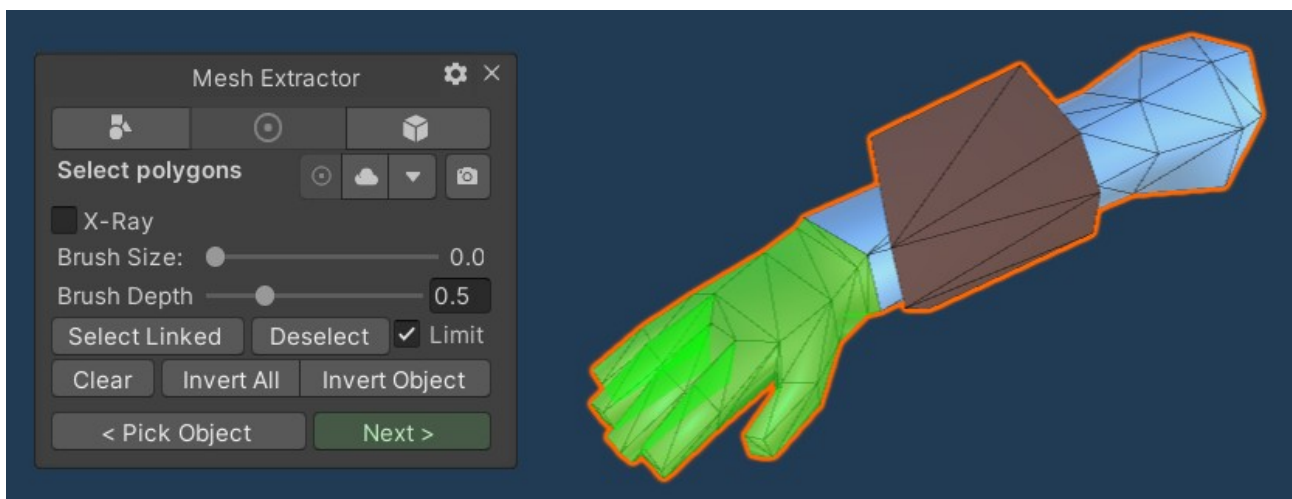 Mesh Extractor
Select polygons
X-Ray
Brush Size: 0.0
Brush Depth 0.5
Select Linked Deselect Limit
Clear Invert All Invert Object
< Pick Object Next >